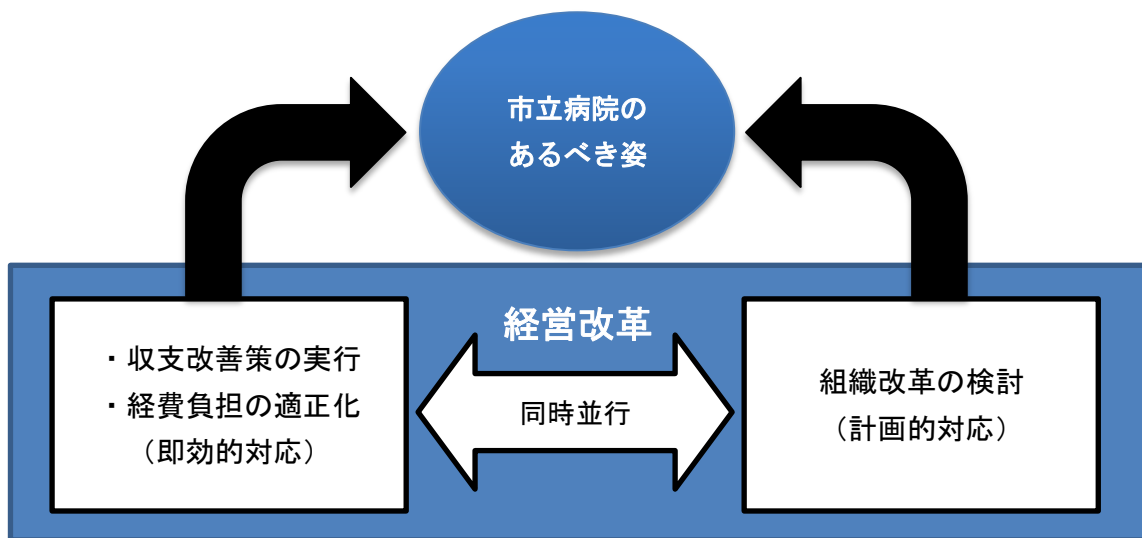 市立病院の
あるべき姿
経営改革
・収支改善策の実行
・経費負担の適正化
（即効的対応）
同時並行
組織改革の検討
（計画的対応）